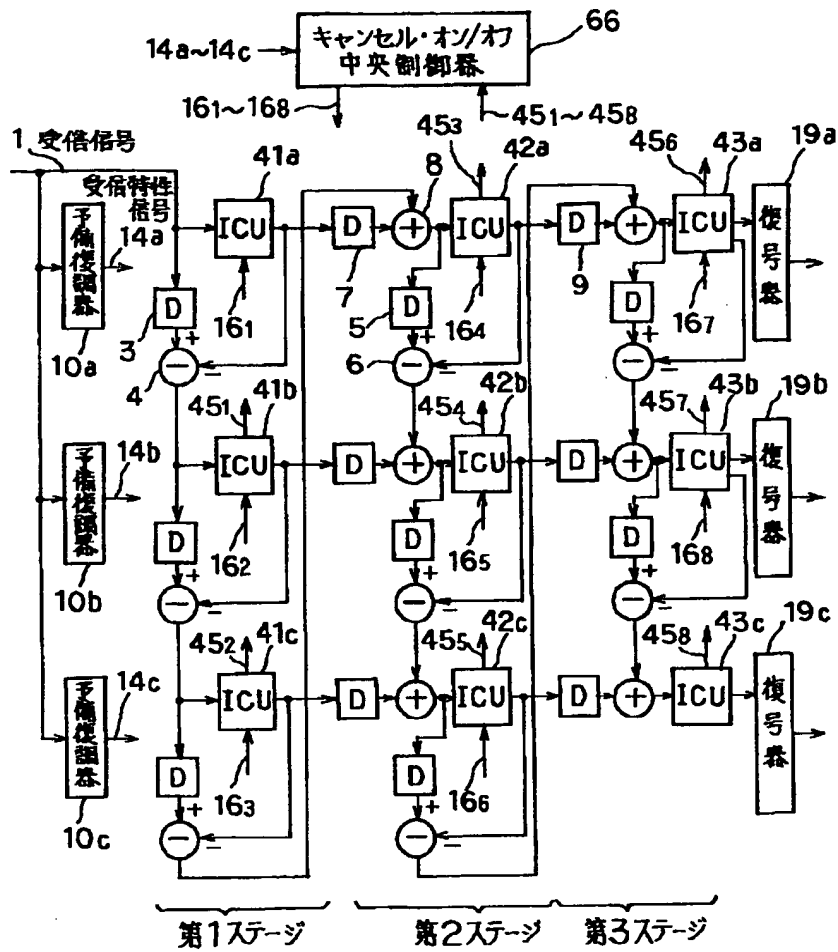 キャンセル・オン/オフ
中央制御器
66
14a~14c
161~168
451~458
1 受信信号
受信特性
信号
41a
453
42a
456
43a
19a
8
予備復調器
14a
ICU
D
+
ICU
D
+
ICU
復号器
7
9
161
D
3
5
D
164
D
167
10a
+
−
4
−
+
6
−
−
+
−
−
451
41b
454
42b
457
43b
19b
予備復調器
14b
ICU
D
+
ICU
D
+
ICU
復号器
162
D
D
165
D
168
10b
+
−
−
+
−
−
+
−
−
452
41c
455
42c
458
43c
19c
予備復調器
14c
ICU
D
+
ICU
D
+
ICU
復号器
163
D
D
166
10c
+
−
−
+
−
−
第1ステージ
第2ステージ
第3ステージ